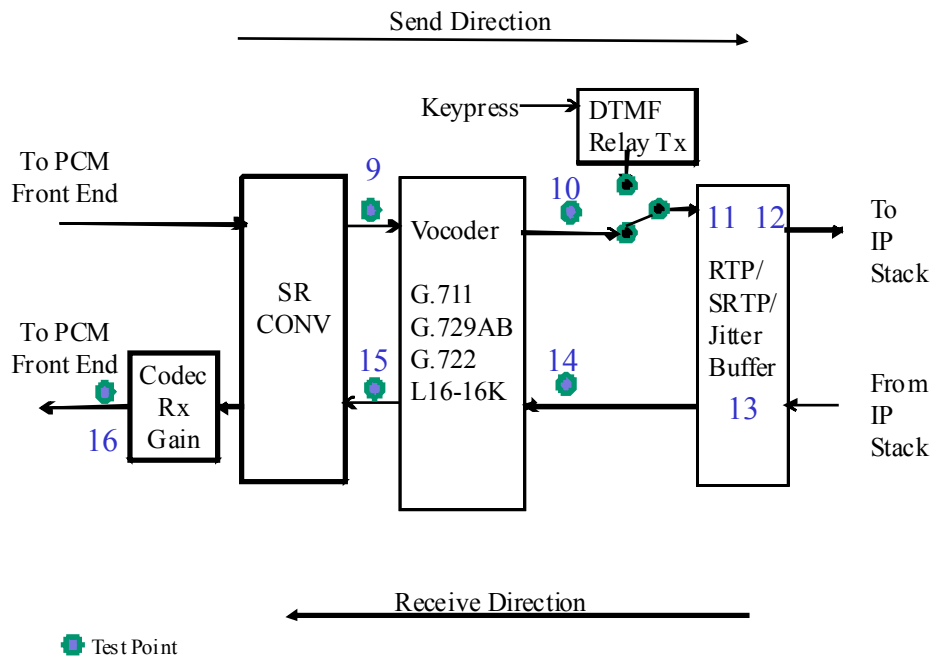 Send Direction
Keypress
DTMF
Relay Tx
To PCM
Front End
9
10
SR
CONV
Vocoder
G.711
G.729AB
G.722
L16-16K
11 12
RTP/
SRTP/
Jitter
Buffer
13
To
IP
Stack
To PCM
Front End
16
Codec
Rx
Gain
15
14
From
IP
Stack
Receive Direction
Test Point